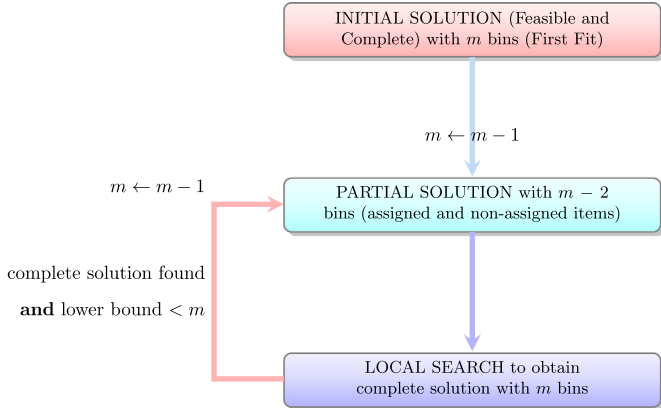 INITIAL SOLUTION (Feasible and
Complete) with m bins (First Fit)
m ← m − 1
m ← m − 1
PARTIAL SOLUTION with m − 2
bins (assigned and non-assigned items)
complete solution found
and lower bound < m
LOCAL SEARCH to obtain
complete solution with m bins